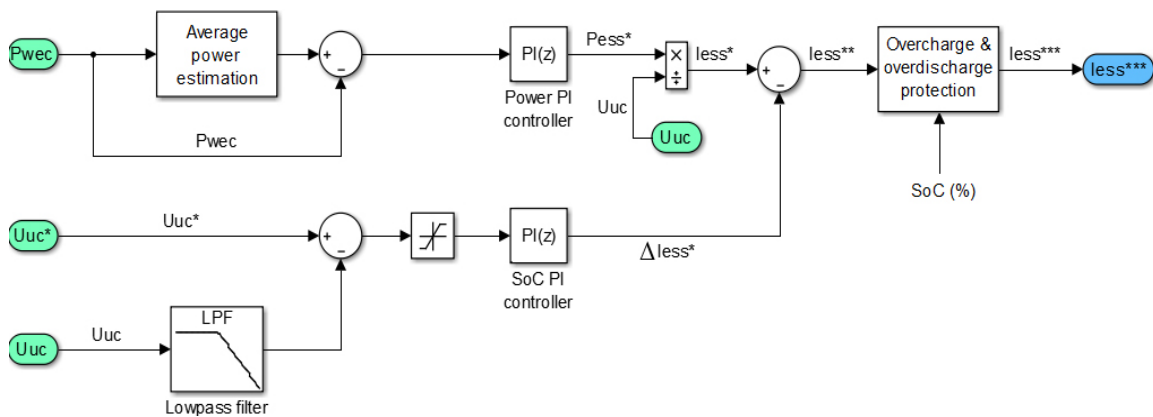 Pwec
Average
power
estimation
+
−
Pwec
PI(z)
Power PI
controller
Pess*
×
÷
Uuc
Uuc
Iess*
+
−
Iess**
Overcharge &
overdischarge
protection
SoC (%)
Iess***
Iess***
Uuc*
Uuc*
+
−
PI(z)
SoC PI
controller
ΔIess*
Uuc
Uuc
LPF
Lowpass filter